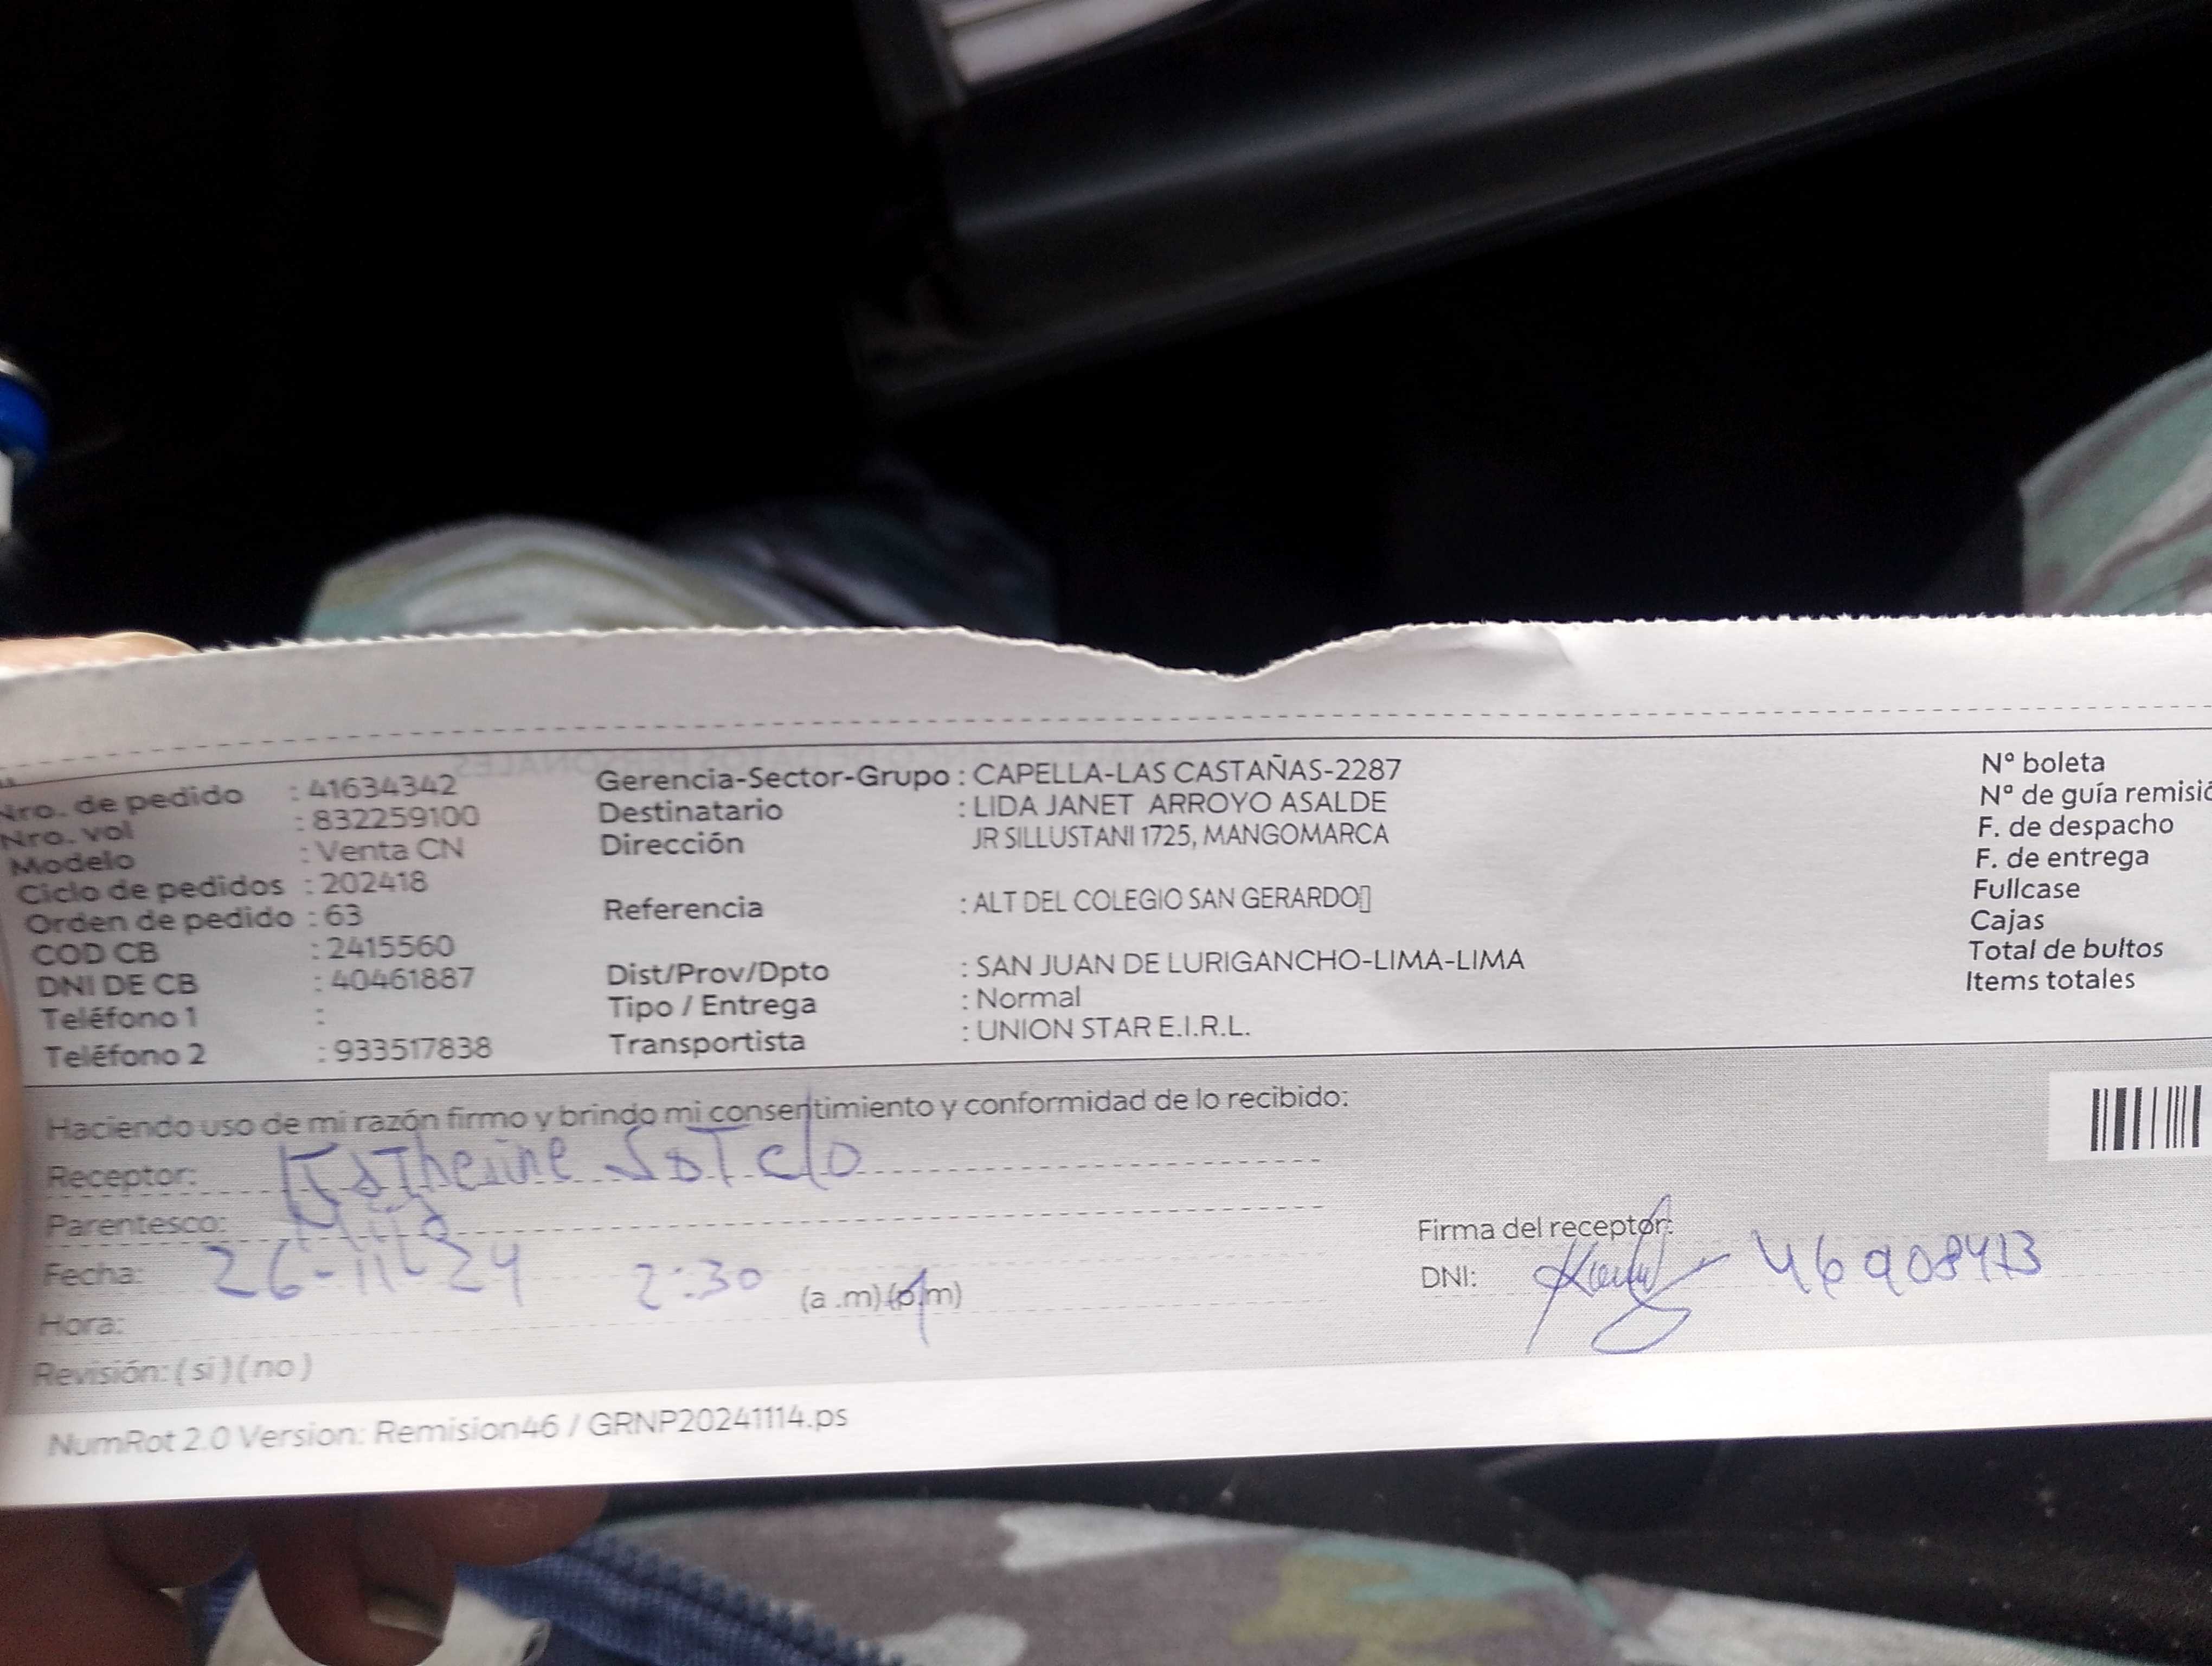 Nro. de pedido : 41634342
Nro. vol : 832259100
Modelo : Venta CN
Ciclo de pedidos : 202418
Orden de pedido : 63
COD CB : 2415560
DNI DE CB : 40461887
Teléfono 1 :
Teléfono 2 : 933517838
Gerencia-Sector-Grupo : CAPELLA-LAS CASTAÑAS-2287
Destinatario : LIDA JANET ARROYO ASALDE
Dirección JR SILLUSTANI 1725, MANGOMARCA
Referencia : ALT DEL COLEGIO SAN GERARDO
Dist/Prov/Dpto : SAN JUAN DE LURIGANCHO-LIMA-LIMA
Tipo / Entrega : Normal
Transportista : UNION STAR E.I.R.L.
Nº boleta
Nº de guía remisió
F. de despacho
F. de entrega
Fullcase
Cajas
Total de bultos
Items totales
Haciendo uso de mi razón firmo y brindo mi consentimiento y conformidad de lo recibido:
Receptor: Katherine Sotelo
Parentesco:
Fecha: 26-11-24
Hora: 2:30 (a .m) (p.m)
Revisión: ( si ) ( no )
Firma del receptor:
DNI:
NumRot 2.0 Version: Remision46 / GRNP20241114.ps